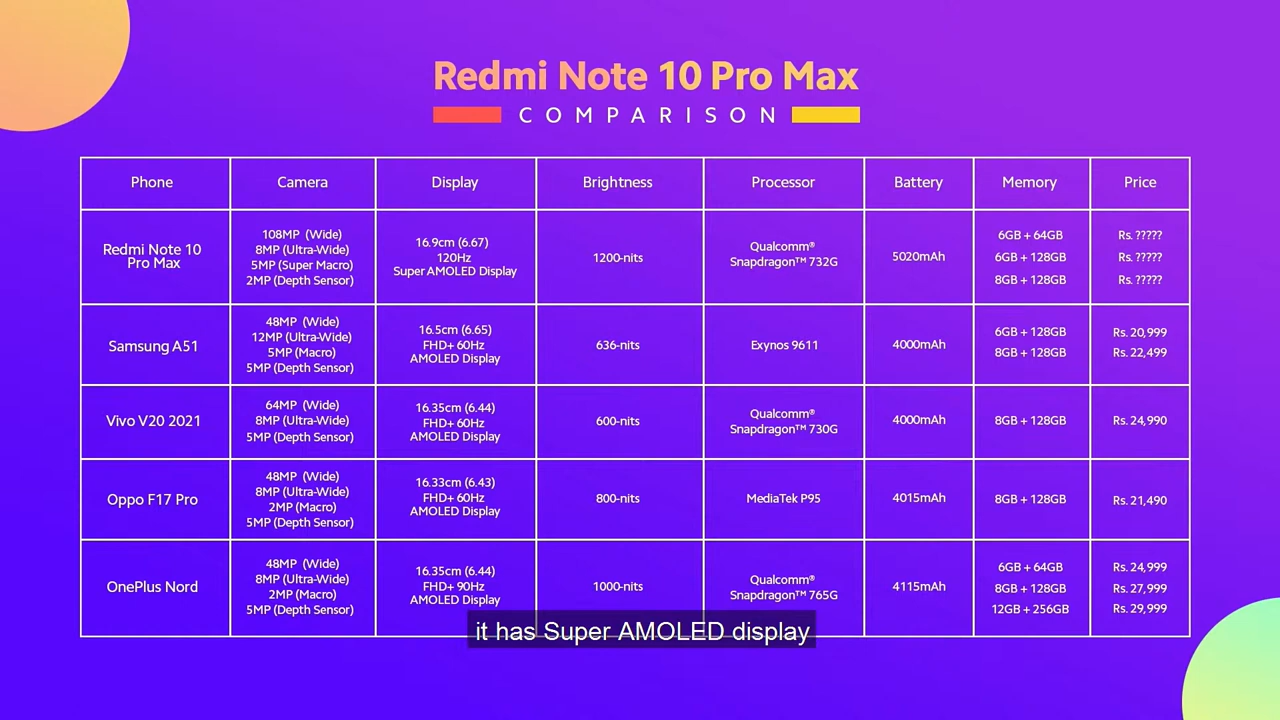 Redmi Note 10 Pro Max
COMPARISON
Phone Camera Display Brightness Processor Battery Memory Price
Redmi Note 10
Pro Max
108MP (Wide)
8MP (Ultra-Wide)
5MP (Super Macro)
2MP (Depth Sensor)
16.9cm (6.67)
120Hz
Super AMOLED Display
1200-nits
Qualcomm®
Snapdragon™ 732G
5020mAh
6GB + 64GB
6GB + 128GB
8GB + 128GB
Rs. ?????
Rs. ?????
Rs. ?????
Samsung A51
48MP (Wide)
12MP (Ultra-Wide)
5MP (Macro)
5MP (Depth Sensor)
16.5cm (6.65)
FHD+ 60Hz
AMOLED Display
636-nits
Exynos 9611
4000mAh
6GB + 128GB
8GB + 128GB
Rs. 20,999
Rs. 22,499
Vivo V20 2021
64MP (Wide)
8MP (Ultra-Wide)
5MP (Depth Sensor)
16.35cm (6.44)
FHD+ 60Hz
AMOLED Display
600-nits
Qualcomm®
Snapdragon™ 730G
4000mAh
8GB + 128GB
Rs. 24,990
Oppo F17 Pro
48MP (Wide)
8MP (Ultra-Wide)
2MP (Macro)
5MP (Depth Sensor)
16.33cm (6.43)
FHD+ 60Hz
AMOLED Display
800-nits
MediaTek P95
4015mAh
8GB + 128GB
Rs. 21,490
OnePlus Nord
48MP (Wide)
8MP (Ultra-Wide)
2MP (Macro)
5MP (Depth Sensor)
16.35cm (6.44)
FHD+ 90Hz
AMOLED Display
1000-nits
Qualcomm®
Snapdragon™ 765G
4115mAh
6GB + 64GB
8GB + 128GB
12GB + 256GB
Rs. 24,999
Rs. 27,999
Rs. 29,999
it has Super AMOLED display